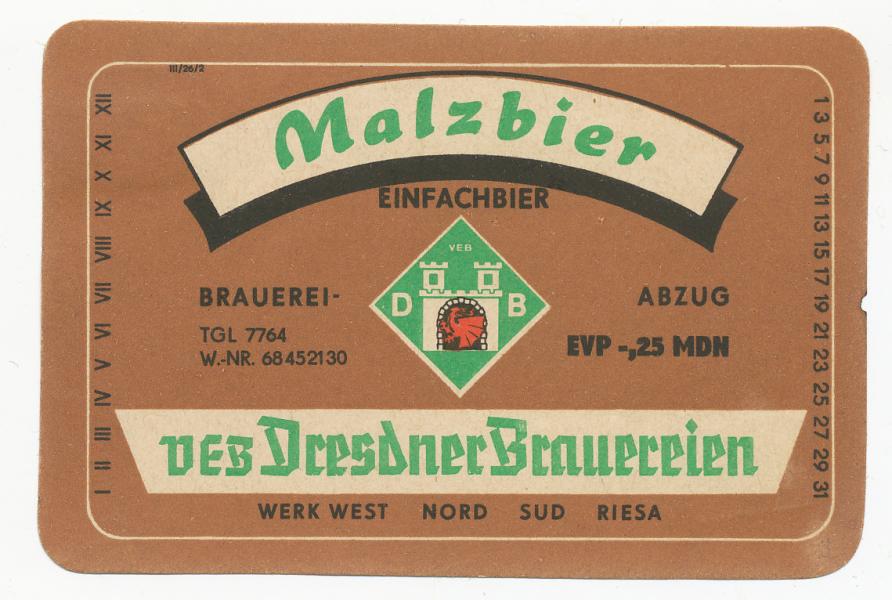 III/26/2
Malzbier
EINFACHBIER
VEB
D B
BRAUEREI- ABZUG
TGL 7764
W.-NR. 68452130
EVP -,25 MDN
VEB Dresdner Brauereien
WERK WEST NORD SUD RIESA
I II III IV V VI VII VIII IX X XI XII
1 3 5 7 9 11 13 15 17 19 21 23 25 27 29 31